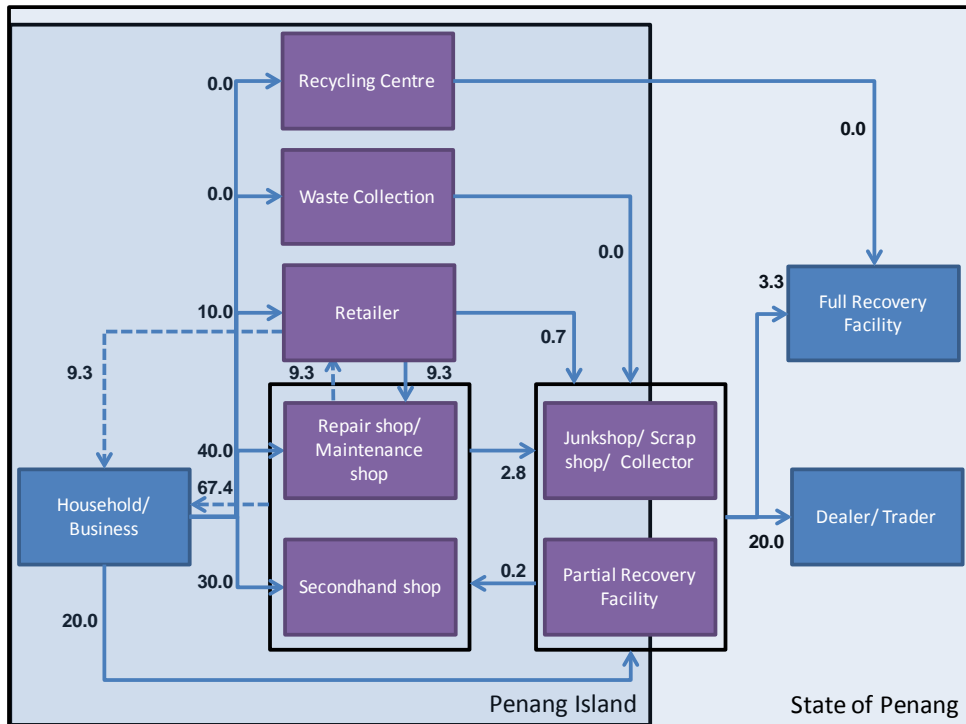 Recycling Centre
0.0
0.0
Waste Collection
0.0
0.0
3.3
Full Recovery
Facility
Retailer
10.0
0.7
9.3
9.3
9.3
Repair shop/
Maintenance
shop
40.0
Junkshop/ Scrap
shop/ Collector
2.8
67.4
Household/
Business
Dealer/ Trader
20.0
0.2
Secondhand shop
30.0
Partial Recovery
Facility
20.0
Penang Island
State of Penang